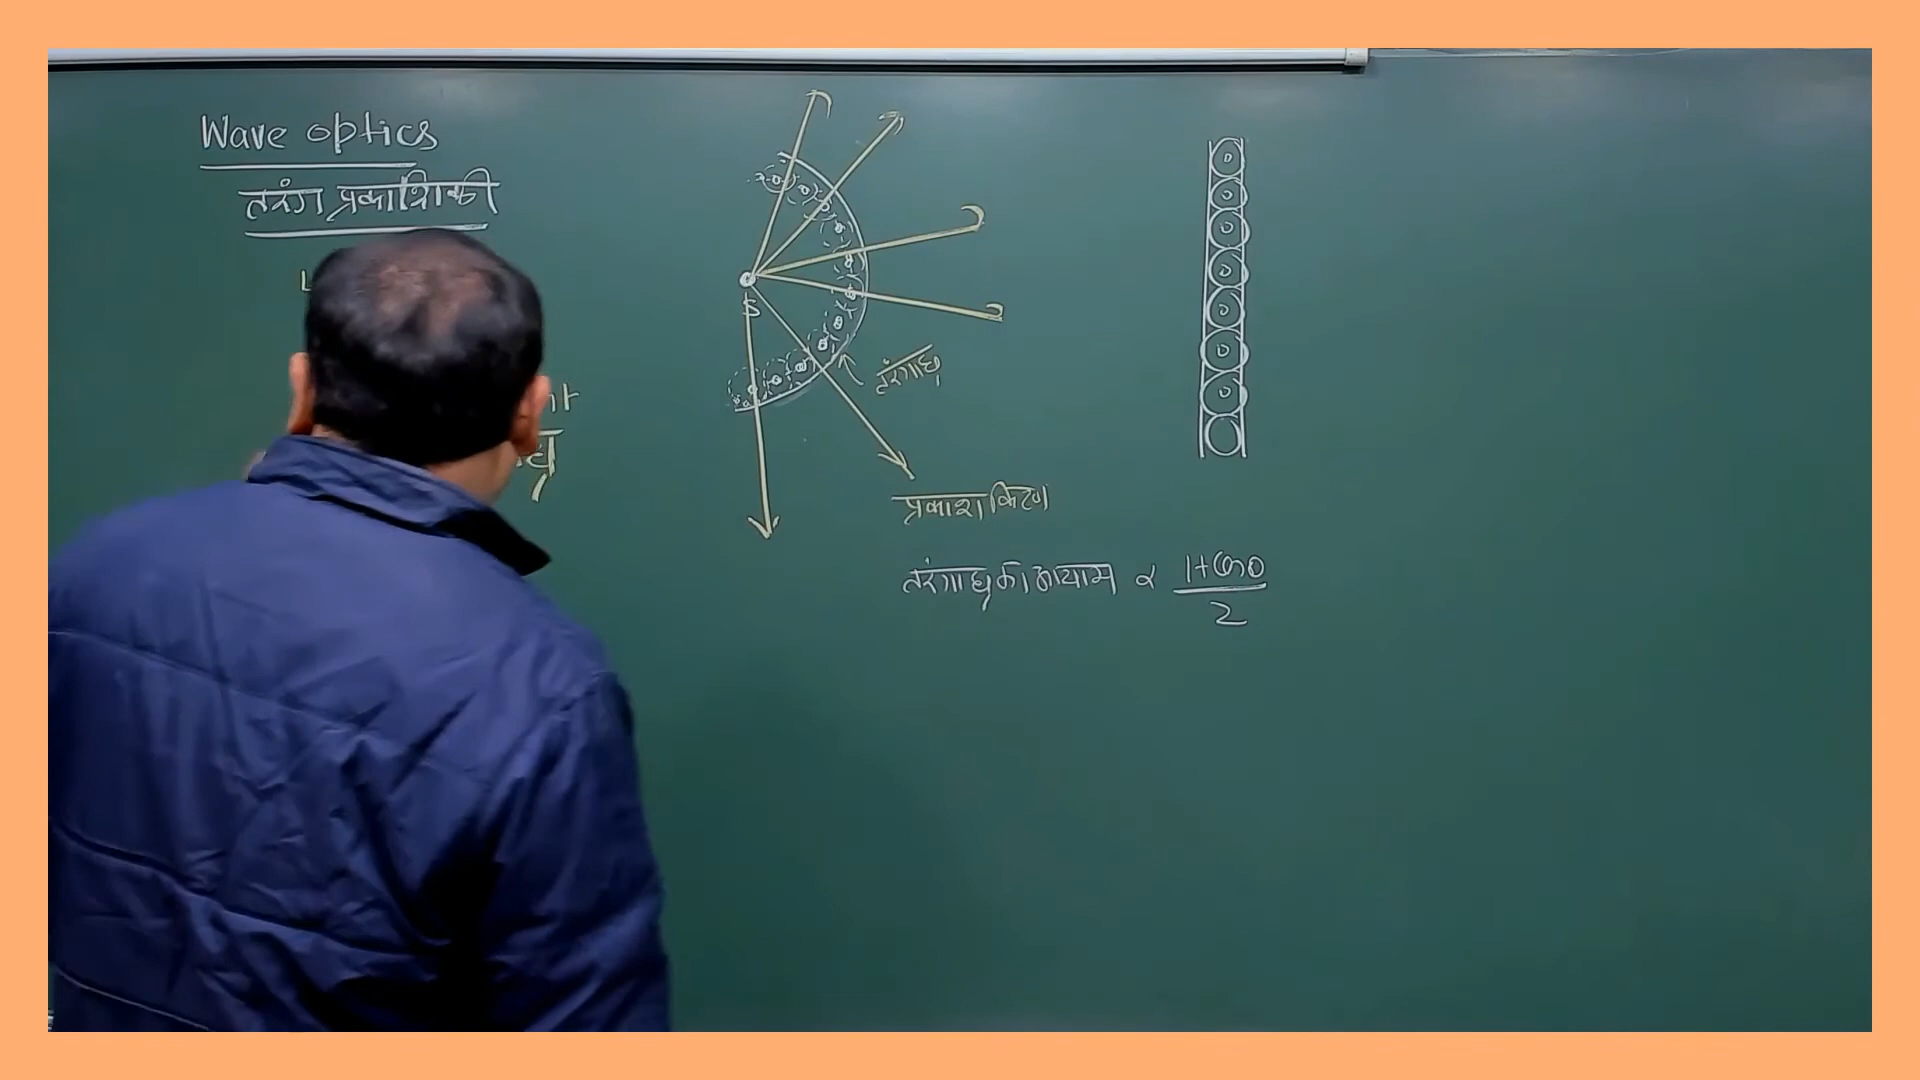 Wave optics
तरंग प्रकाशिकी
S
तरंगाग्र
प्रकाश किरण
तरंगाग्र का आयाम ∝ 1+cosθ
2